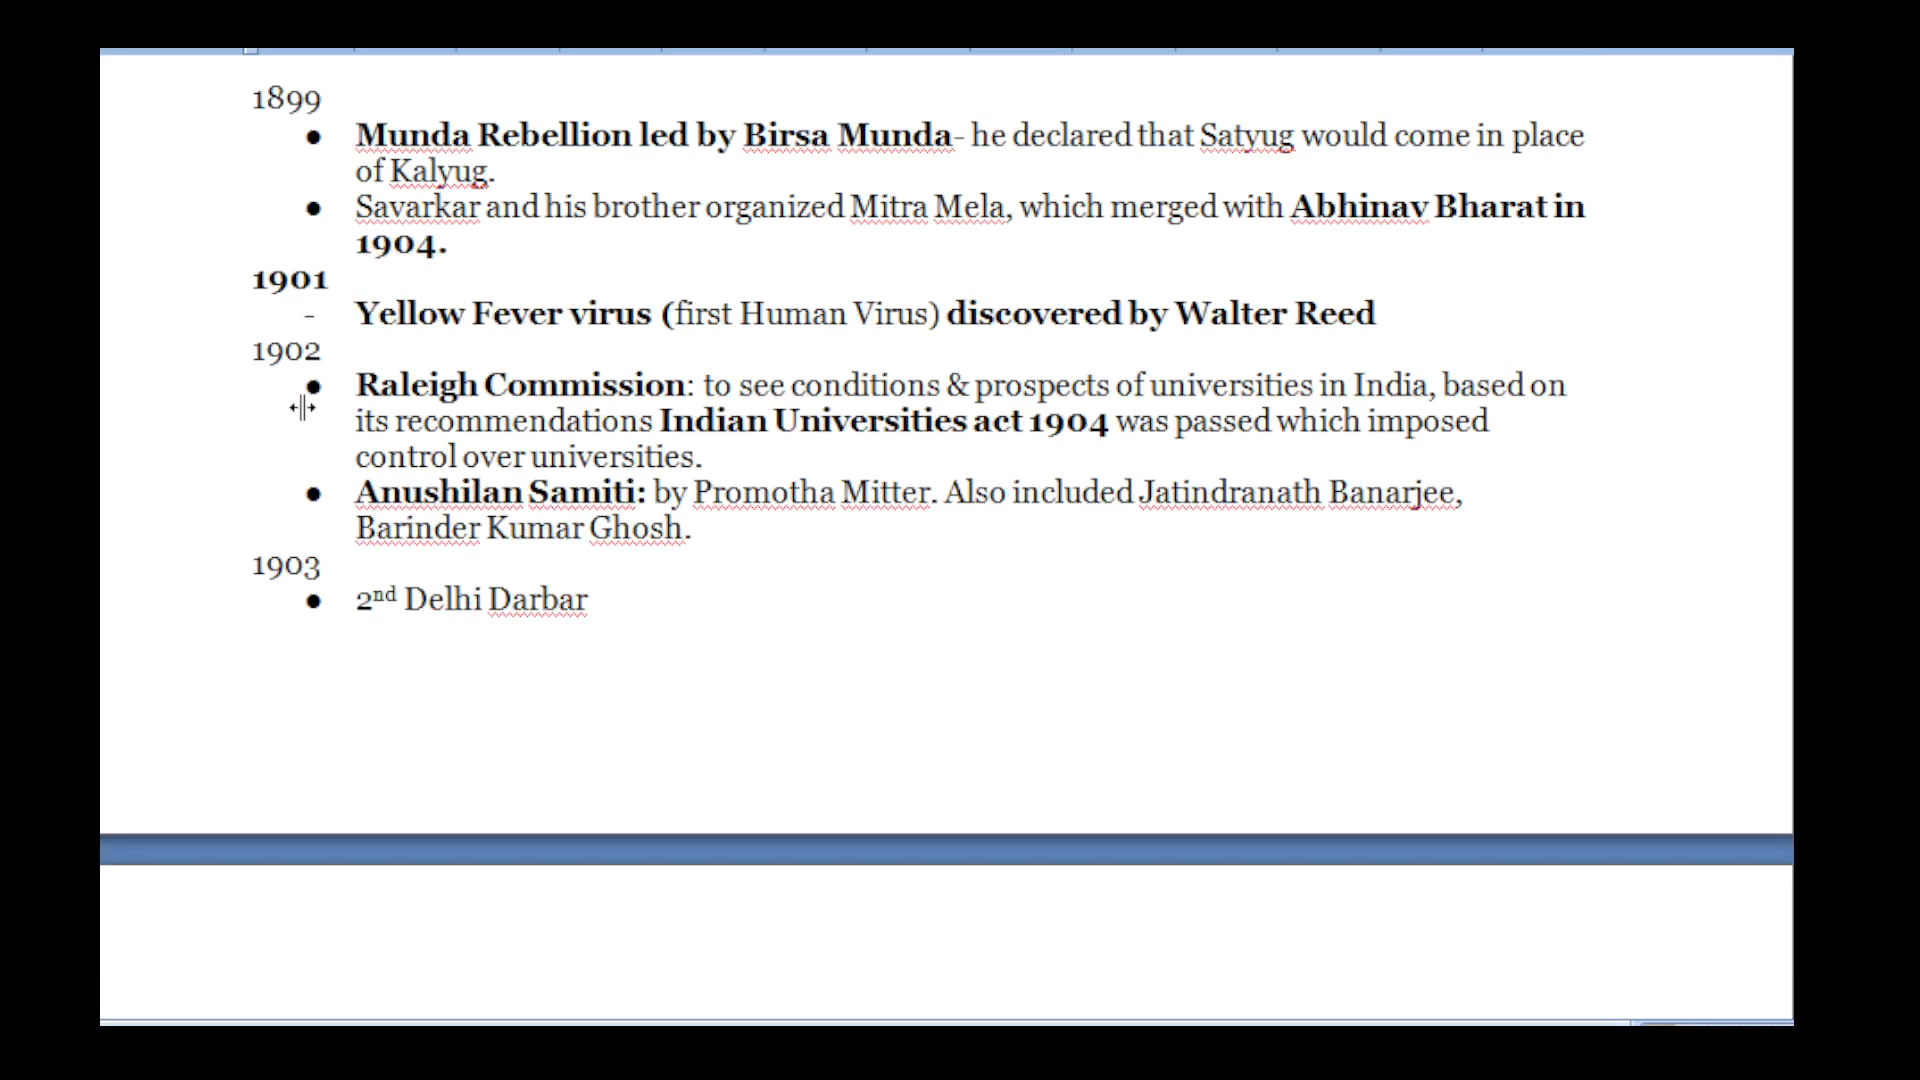 1899
● Munda Rebellion led by Birsa Munda- he declared that Satyug would come in place
of Kalyug.
● Savarkar and his brother organized Mitra Mela, which merged with Abhinav Bharat in
1904.
1901
- Yellow Fever virus (first Human Virus) discovered by Walter Reed
1902
● Raleigh Commission: to see conditions & prospects of universities in India, based on
its recommendations Indian Universities act 1904 was passed which imposed
control over universities.
● Anushilan Samiti: by Promotha Mitter. Also included Jatindranath Banarjee,
Barinder Kumar Ghosh.
1903
● 2nd Delhi Darbar